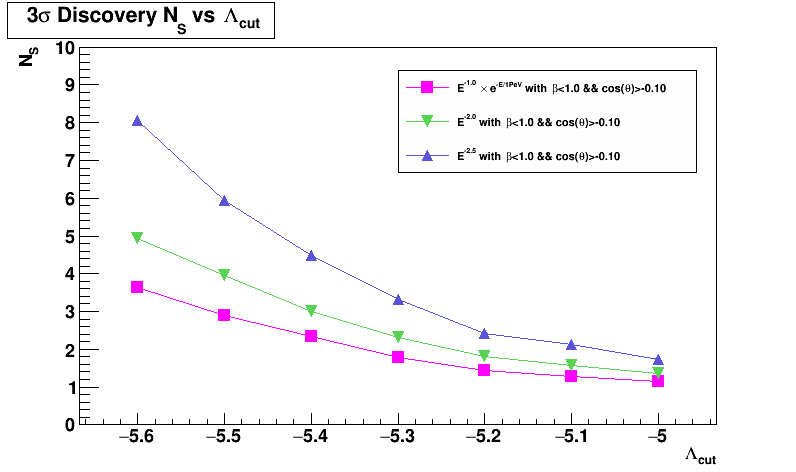 3σ Discovery N_S vs Λ_cut
N_S
10
9
8
7
6
5
4
3
2
1
0
E^-1.0 × e^-E/1PeV with β<1.0 && cos(θ)>-0.10
E^-2.0 with β<1.0 && cos(θ)>-0.10
E^-2.5 with β<1.0 && cos(θ)>-0.10
−5.6 −5.5 −5.4 −5.3 −5.2 −5.1 −5
Λ_cut